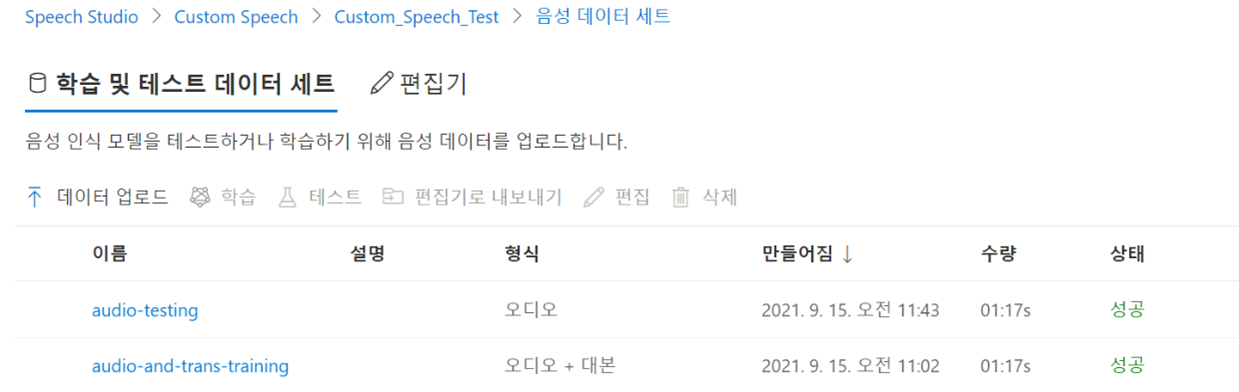 Speech Studio > Custom Speech > Custom_Speech_Test > 음성 데이터 세트
학습 및 테스트 데이터 세트 편집기
음성 인식 모델을 테스트하거나 학습하기 위해 음성 데이터를 업로드합니다.
데이터 업로드 학습 테스트 편집기로 내보내기 편집 삭제
이름 설명 형식 만들어짐 ↓ 수량 상태
audio-testing 오디오 2021. 9. 15. 오전 11:43 01:17s 성공
audio-and-trans-training 오디오 + 대본 2021. 9. 15. 오전 11:02 01:17s 성공